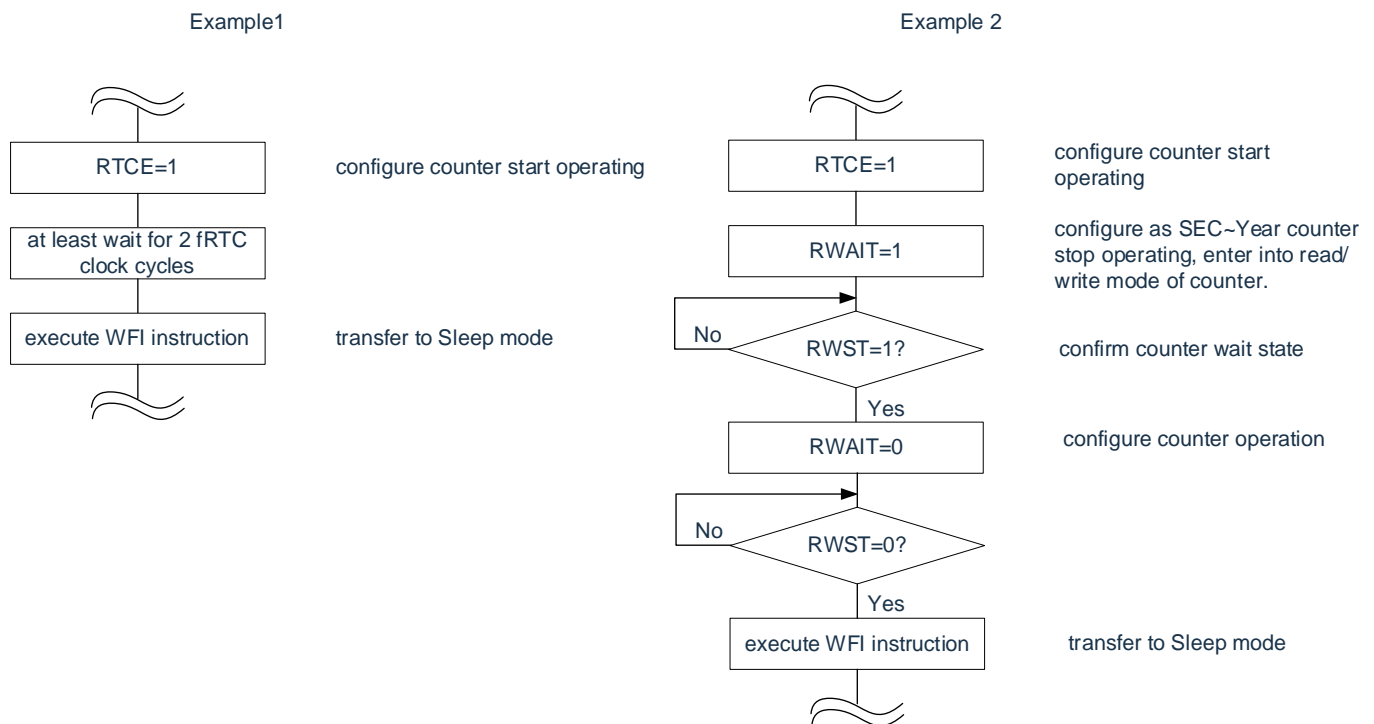 Example1
RTCE=1
configure counter start operating
at least wait for 2 fRTC
clock cycles
execute WFI instruction
transfer to Sleep mode
Example 2
RTCE=1
configure counter start
operating
RWAIT=1
configure as SEC~Year counter
stop operating, enter into read/
write mode of counter.
No
RWST=1?
confirm counter wait state
Yes
RWAIT=0
configure counter operation
No
RWST=0?
Yes
execute WFI instruction
transfer to Sleep mode